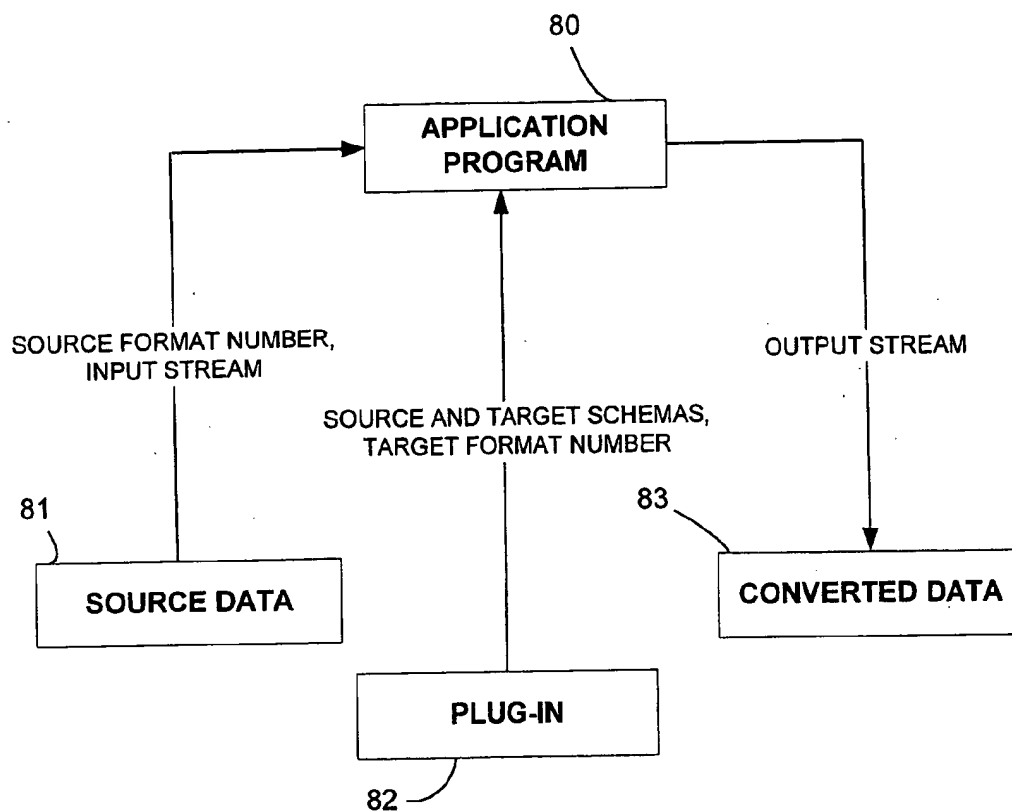 80
APPLICATION
PROGRAM
SOURCE FORMAT NUMBER,
INPUT STREAM
OUTPUT STREAM
SOURCE AND TARGET SCHEMAS,
TARGET FORMAT NUMBER
81
83
SOURCE DATA
CONVERTED DATA
PLUG-IN
82